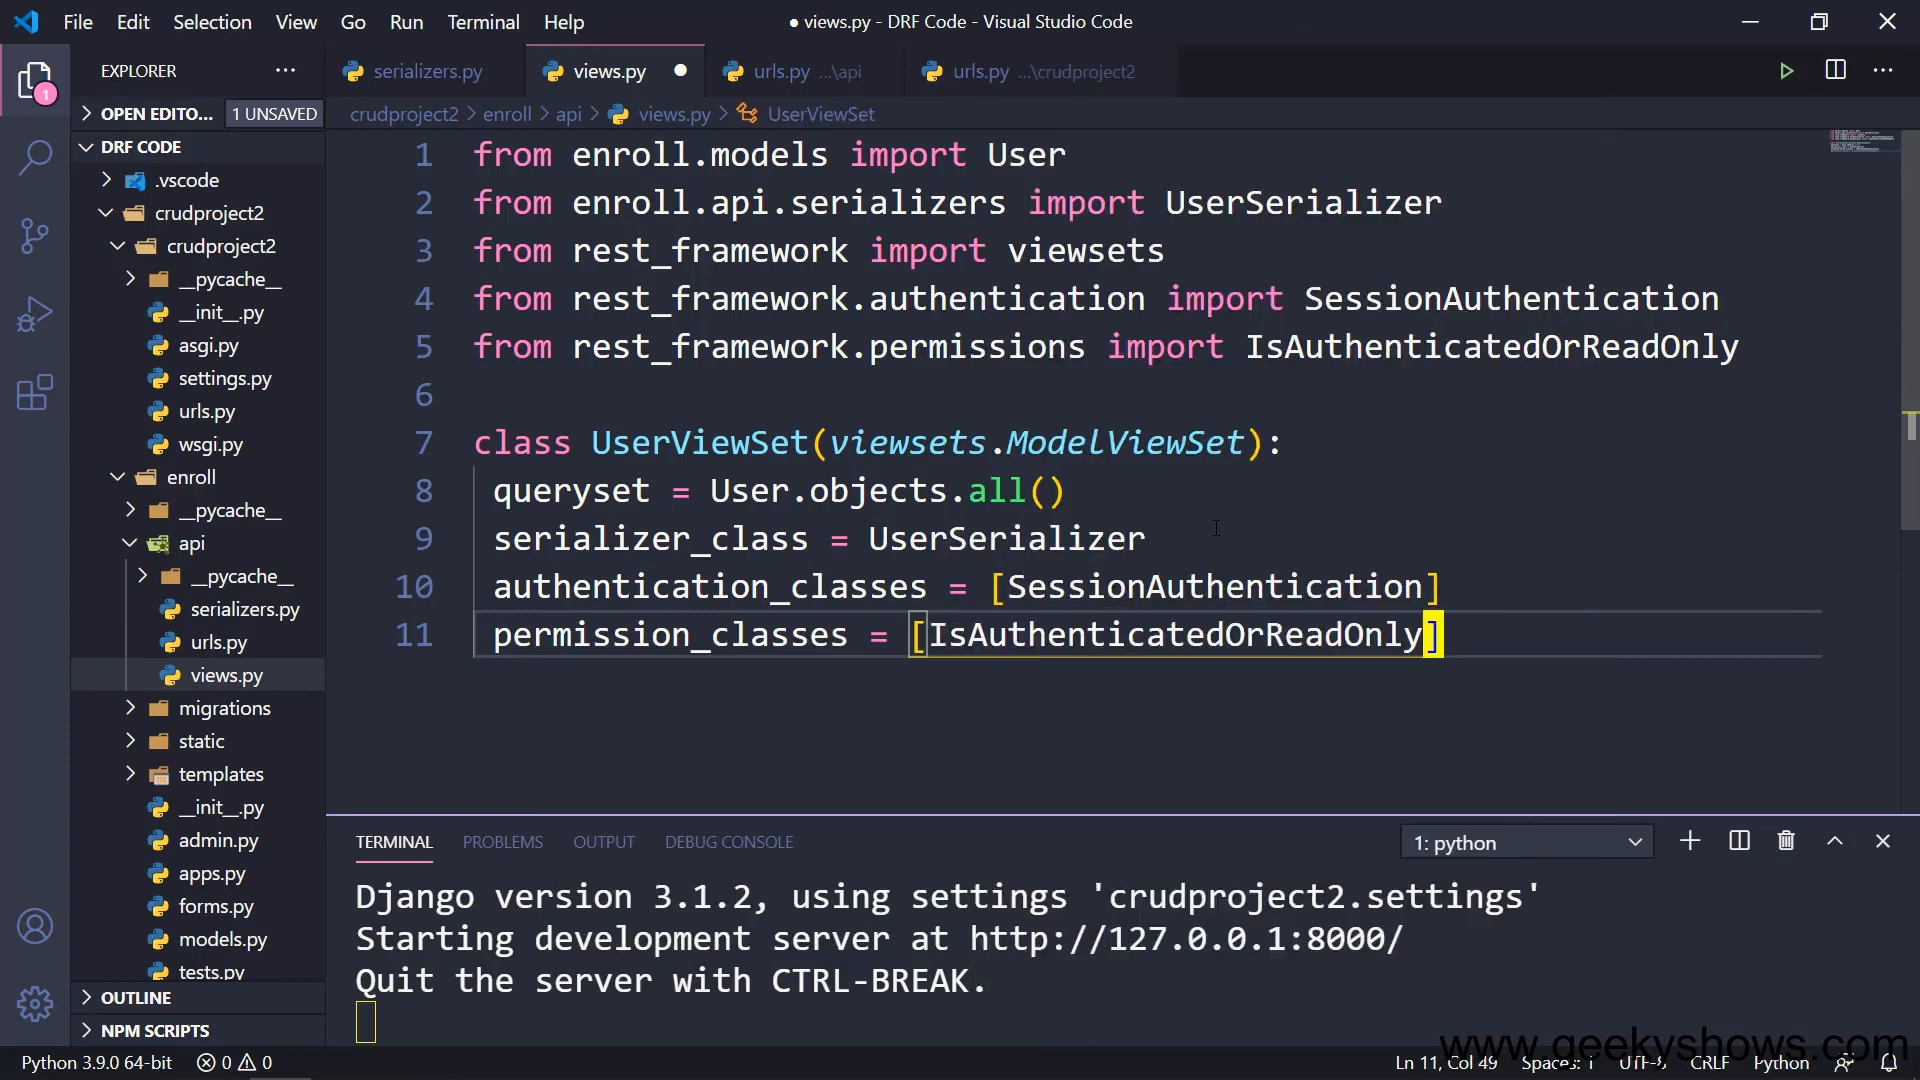 File Edit Selection View Go Run Terminal Help ● views.py - DRF Code - Visual Studio Code
EXPLORER ···
1
OPEN EDITO... 1 UNSAVED
DRF CODE
.vscode
crudproject2
crudproject2
__pycache__
__init__.py
asgi.py
settings.py
urls.py
wsgi.py
enroll
__pycache__
api
__pycache__
serializers.py
urls.py
views.py
migrations
static
templates
__init__.py
admin.py
apps.py
forms.py
models.py
tests.py
OUTLINE
NPM SCRIPTS
serializers.py views.py ● urls.py ...\api urls.py ...\crudproject2
crudproject2 > enroll > api > views.py > UserViewSet
1 from enroll.models import User
2 from enroll.api.serializers import UserSerializer
3 from rest_framework import viewsets
4 from rest_framework.authentication import SessionAuthentication
5 from rest_framework.permissions import IsAuthenticatedOrReadOnly
6
7 class UserViewSet(viewsets.ModelViewSet):
8 queryset = User.objects.all()
9 serializer_class = UserSerializer
10 authentication_classes = [SessionAuthentication]
11 permission_classes = [IsAuthenticatedOrReadOnly]
TERMINAL PROBLEMS OUTPUT DEBUG CONSOLE 1: python
Django version 3.1.2, using settings 'crudproject2.settings'
Starting development server at http://127.0.0.1:8000/
Quit the server with CTRL-BREAK.
www.geekyshows.com
Python 3.9.0 64-bit 0 0 Ln 11, Col 49 Spaces: 1 UTF-8 CRLF Python